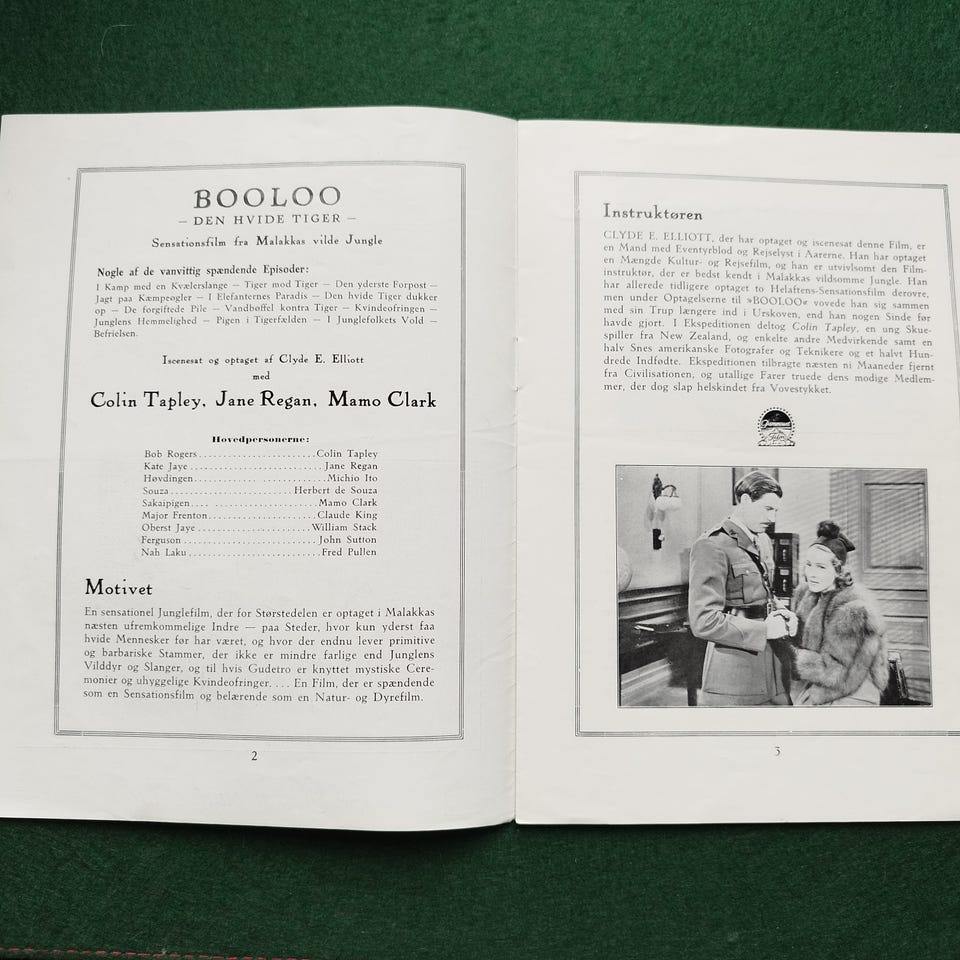 BOOLOO
— DEN HVIDE TIGER —
Sensationsfilm fra Malakkas vilde Jungle
Nogle af de vanvittig spændende Episoder:
I Kamp med en Kvælerslange — Tiger mod Tiger — Den yderste Forpost —
Jagt paa Kæmpeøgler — I Elefanternes Paradis — Den hvide Tiger dukker
op — De forgiftede Pile — Vandbøffel kontra Tiger — Kvindeofringen —
Junglens Hemmelighed — Pigen i Tigerfælden — I Junglefolkets Vold —
Befrielsen.
Iscenesat og optaget af Clyde E. Elliott
med
Colin Tapley, Jane Regan, Mamo Clark
Hovedpersonerne:
Bob Rogers.......................Colin Tapley
Kate Jaye..........................Jane Regan
Høvdingen..........................Michio Ito
Souza........................Herbert de Souza
Sakaipigen.........................Mamo Clark
Major Frenton.....................Claude King
Oberst Jaye.....................William Stack
Ferguson..........................John Sutton
Nah Laku..........................Fred Pullen
Motivet
En sensationel Junglefilm, der for Størstedelen er optaget i Malakkas
næsten ufremkommelige Indre — paa Steder, hvor kun yderst faa
hvide Mennesker før har været, og hvor der endnu lever primitive
og barbariske Stammer, der ikke er mindre farlige end Junglens
Vilddyr og Slanger, og til hvis Gudetro er knyttet mystiske Cere-
monier og uhyggelige Kvindeofringer. . . . En Film, der er spændende
som en Sensationsfilm og belærende som en Natur- og Dyrefilm.
2
Instruktøren
CLYDE E. ELLIOTT, der har optaget og iscenesat denne Film, er
en Mand med Eventyrblod og Rejselyst i Aarerne. Han har optaget
en Mængde Kultur- og Rejsefilm, og han er utvivlsomt den Film-
instruktør, der er bedst kendt i Malakkas vildsomme Jungle. Han
har allerede tidligere optaget to Helaftens-Sensationsfilm derovre,
men under Optagelserne til »BOOLOO« vovede han sig sammen
med sin Trup længere ind i Urskoven, end han nogen Sinde før
havde gjort. I Ekspeditionen deltog Colin Tapley, en ung Skue-
spiller fra New Zealand, og enkelte andre Medvirkende samt en
halv Snes amerikanske Fotografer og Teknikere og et halvt Hun-
drede Indfødte. Ekspeditionen tilbragte næsten ni Maaneder fjernt
fra Civilisationen, og utallige Farer truede dens modige Medlem-
mer, der dog slap helskindet fra Vovestykket.
Paramount
Film
3